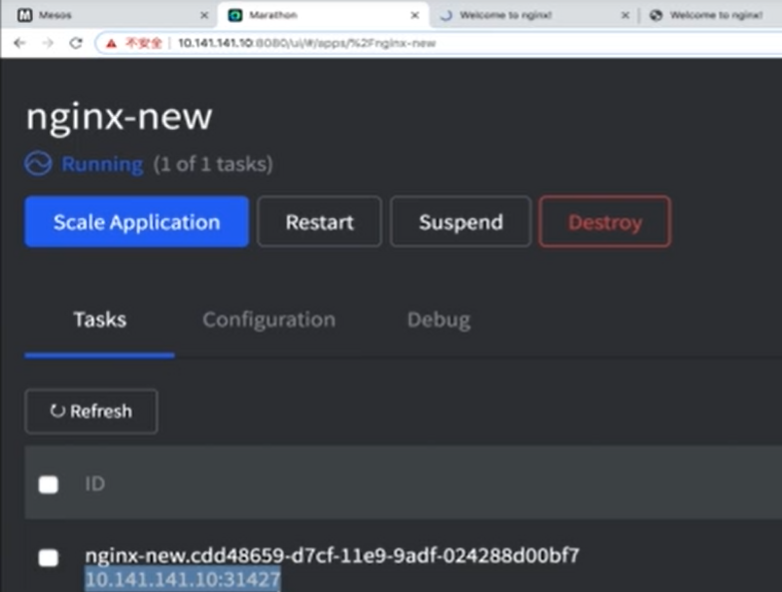 Mesos
Marathon
Welcome to nginx!
Welcome to nginx!
不安全 10.141.141.10:8080/ui/#/apps/%2Fnginx-new
nginx-new
Running (1 of 1 tasks)
Scale Application Restart Suspend Destroy
Tasks Configuration Debug
Refresh
ID
nginx-new.cdd48659-d7cf-11e9-9adf-024288d00bf7
10.141.141.10:31427